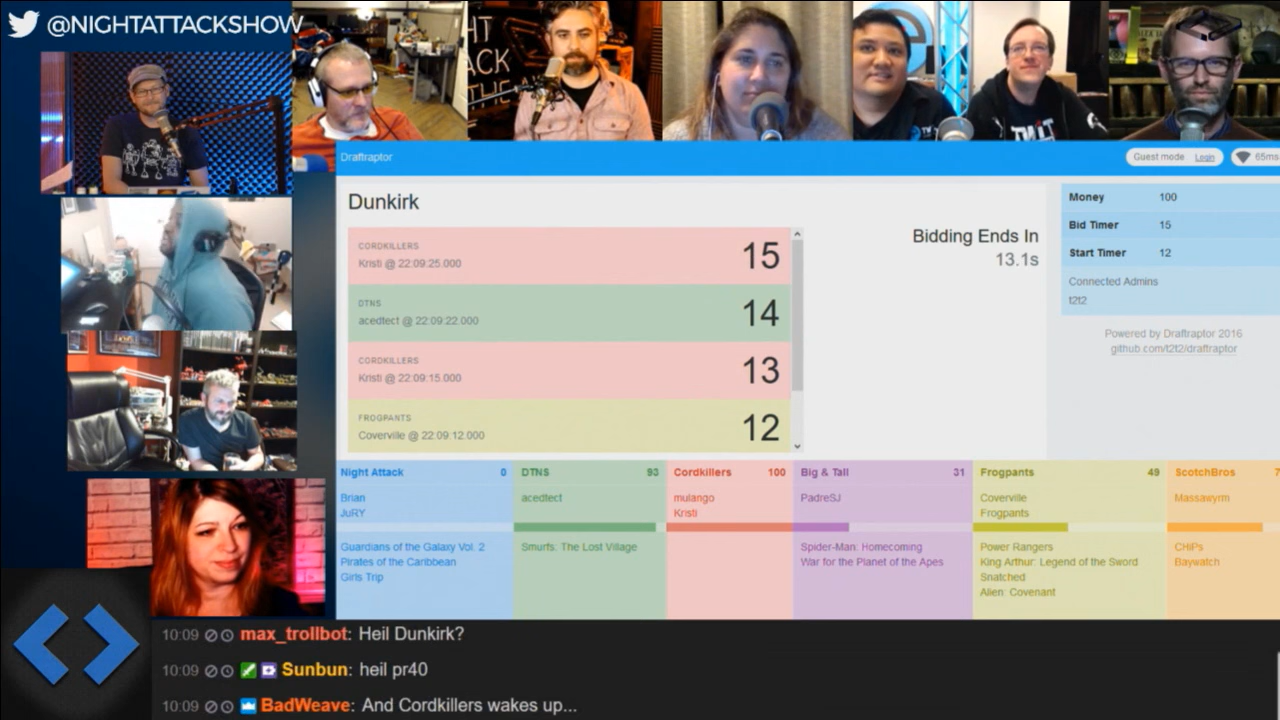 @NIGHTATTACKSHOW
Draftraptor
Guest mode Login
65ms
Dunkirk
CORDKILLERS
Kristi @ 22:09:25.000
15
DTNS
acedtect @ 22:09:22.000
14
CORDKILLERS
Kristi @ 22:09:15.000
13
FROGPANTS
Coverville @ 22:09:12.000
12
Bidding Ends In
13.1s
Money 100
Bid Timer 15
Start Timer 12
Connected Admins
t2t2
Powered by Draftraptor 2016
github.com/t2t2/draftraptor
Night Attack 0
Brian
JuRY
Guardians of the Galaxy Vol. 2
Pirates of the Caribbean
Girls Trip
DTNS 93
acedtect
Smurfs: The Lost Village
Cordkillers 100
mulango
Kristi
Big & Tall 31
PadreSJ
Spider-Man: Homecoming
War for the Planet of the Apes
Frogpants 49
Coverville
Frogpants
Power Rangers
King Arthur: Legend of the Sword
Snatched
Alien: Covenant
ScotchBros 7
Massawyrm
CHiPs
Baywatch
10:09 max_trollbot: Heil Dunkirk?
10:09 Sunbun: heil pr40
10:09 BadWeave: And Cordkillers wakes up...